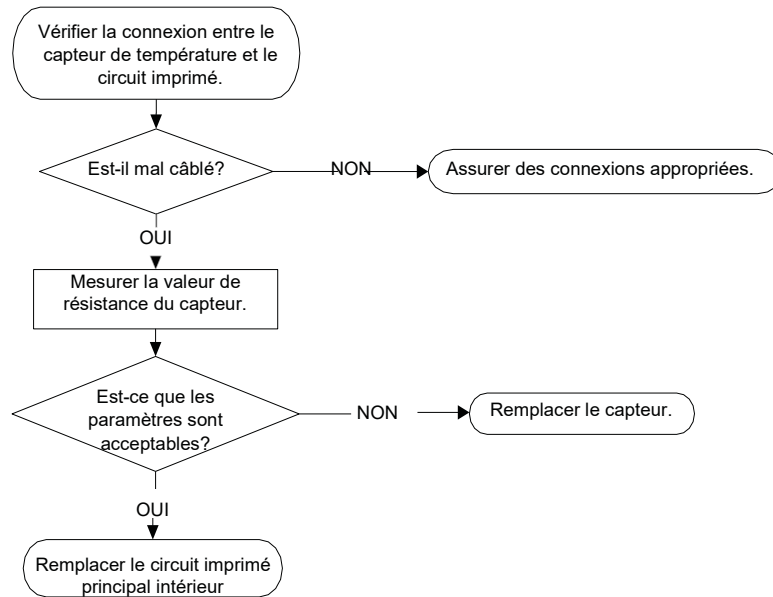 Vérifier la connexion entre le
capteur de température et le
circuit imprimé.
Est-il mal câblé?
NON
Assurer des connexions appropriées.
OUI
Mesurer la valeur de
résistance du capteur.
Est-ce que les
paramètres sont
acceptables?
NON
Remplacer le capteur.
OUI
Remplacer le circuit imprimé
principal intérieur